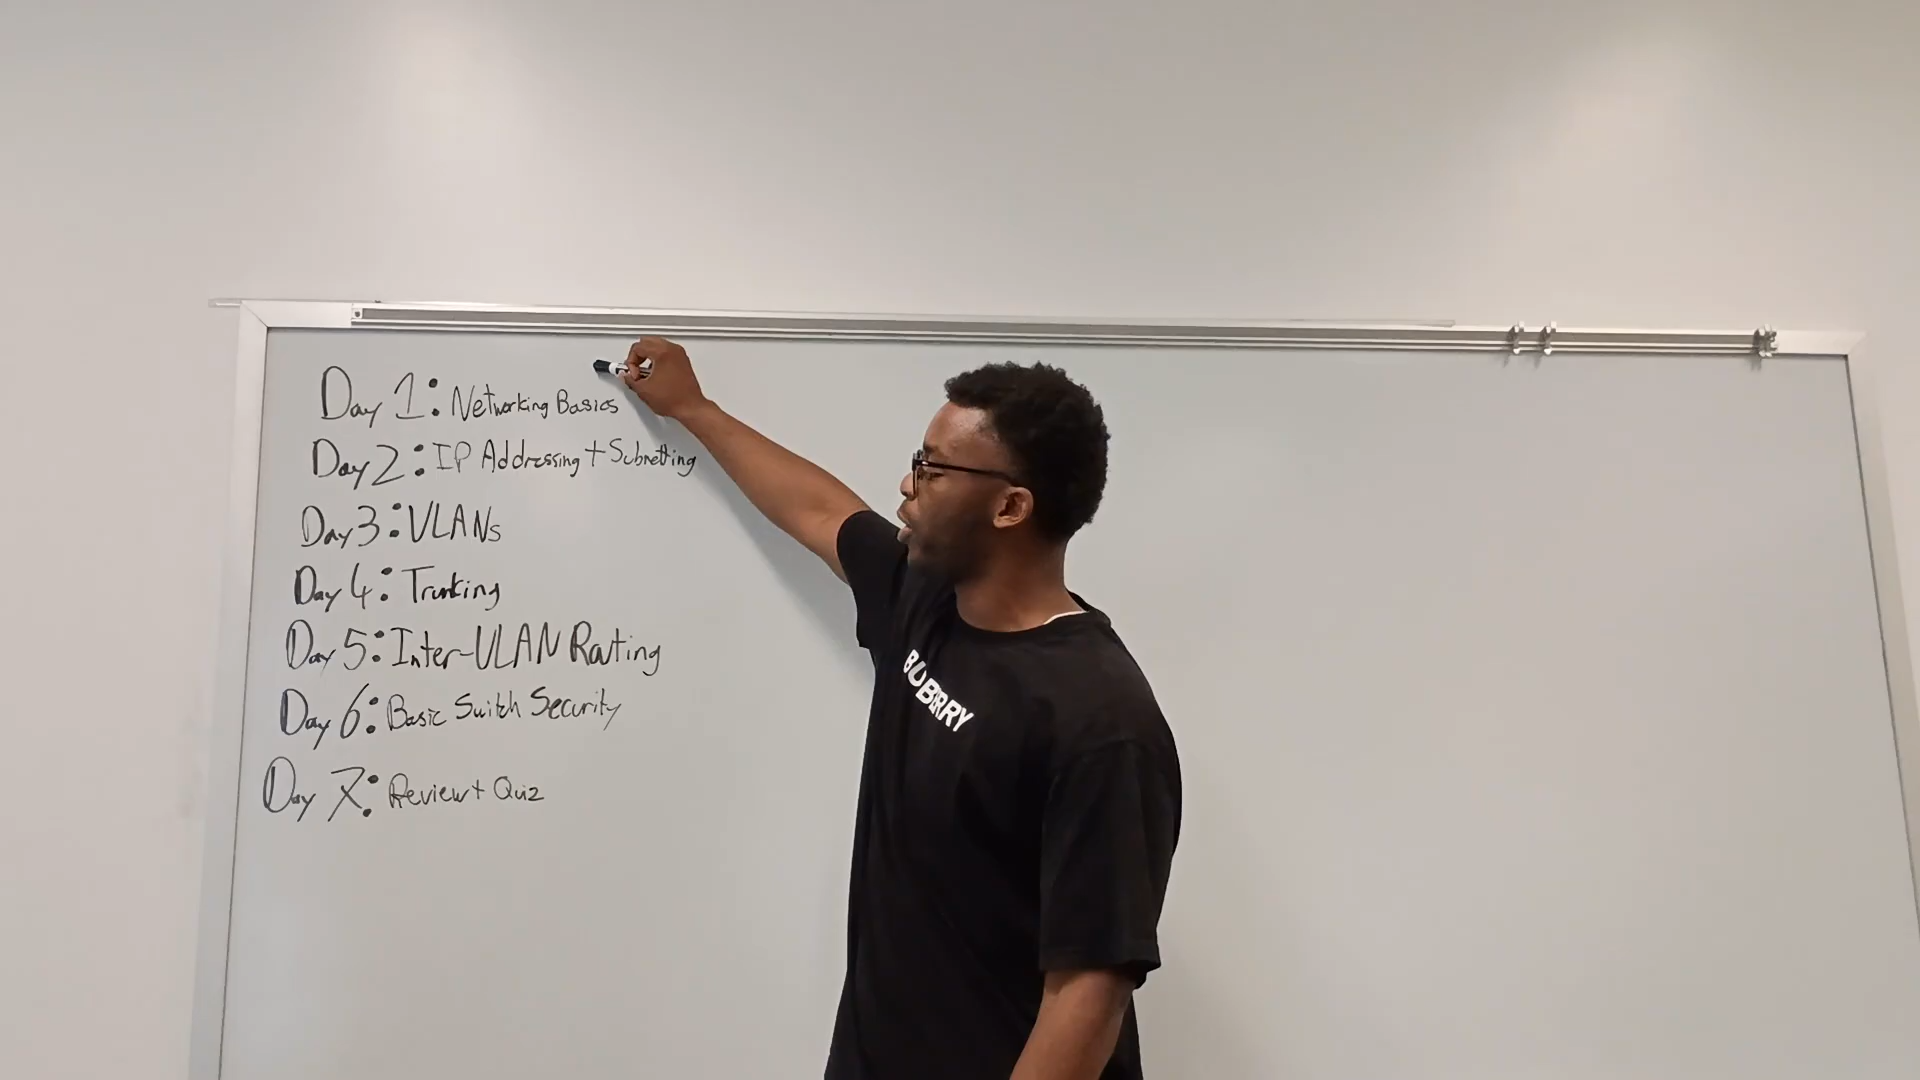 Day 1: Networking Basics
Day 2: IP Addressing + Subnetting
Day 3: VLANs
Day 4: Trunking
Day 5: Inter-VLAN Routing
Day 6: Basic Switch Security
Day 7: Review + Quiz
BUBERRY